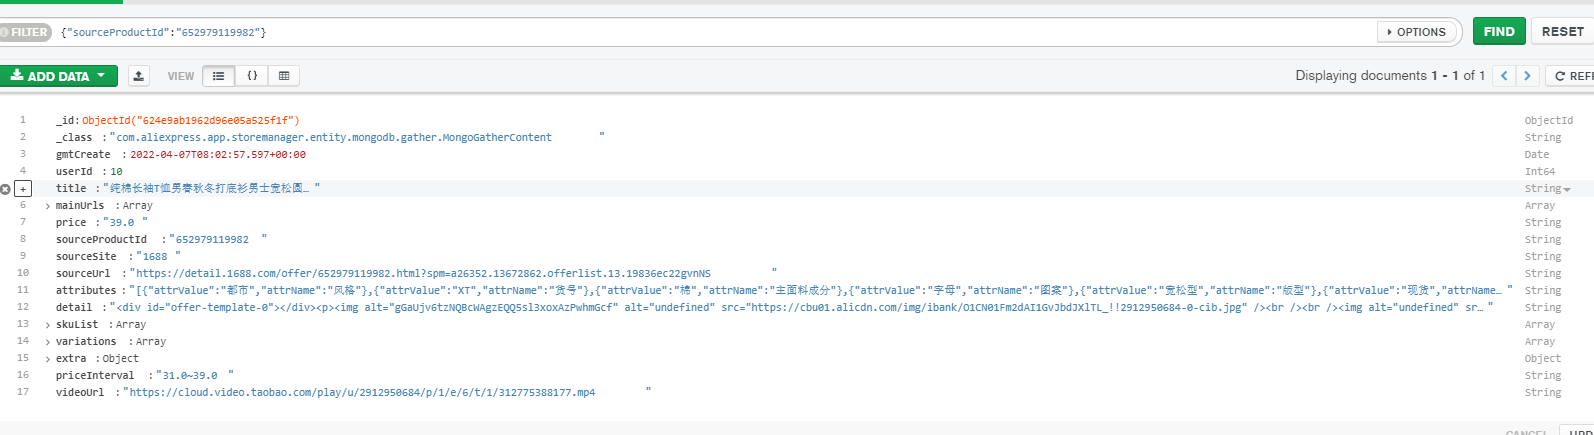 FILTER {"sourceProductId":"652979119982"} OPTIONS FIND RESET
ADD DATA VIEW { } Displaying documents 1 - 1 of 1 REF
1 _id:ObjectId("624e9ab1962d96e05a525f1f") ObjectId
2 _class :"com.aliexpress.app.storemanager.entity.mongodb.gather.MongoGatherContent " String
3 gmtCreate :2022-04-07T08:02:57.597+00:00 Date
4 userId :10 Int64
+ title :"纯棉长袖T恤男春秋冬打底衫男士宽松圆… " String
6 mainUrls :Array Array
7 price :"39.0 " String
8 sourceProductId :"652979119982 " String
9 sourceSite :"1688 " String
10 sourceUrl :"https://detail.1688.com/offer/652979119982.html?spm=a26352.13672862.offerlist.13.19836ec22gvnNS " String
11 attributes :"[{"attrValue":"都市","attrName":"风格"},{"attrValue":"XT","attrName":"货号"},{"attrValue":"棉","attrName":"主面料成分"},{"attrValue":"字母","attrName":"图案"},{"attrValue":"宽松型","attrName":"版型"},{"attrValue":"现货","attrName… " String
12 detail :"<div id="offer-template-0"></div><p><img alt="gGaUjv6tzNQBcWAgzEQQ5sl3xoxAzPwhmGcf" alt="undefined" src="https://cbu01.alicdn.com/img/ibank/O1CN01Fm2dAI1GvJbdJXlTL_!!2912950684-0-cib.jpg" /><br /><br /><img alt="undefined" sr… " String
13 skuList :Array Array
14 variations :Array Array
15 extra :Object Object
16 priceInterval :"31.0~39.0 " String
17 videoUrl :"https://cloud.video.taobao.com/play/u/2912950684/p/1/e/6/t/1/312775388177.mp4 " String
CANCEL UPD